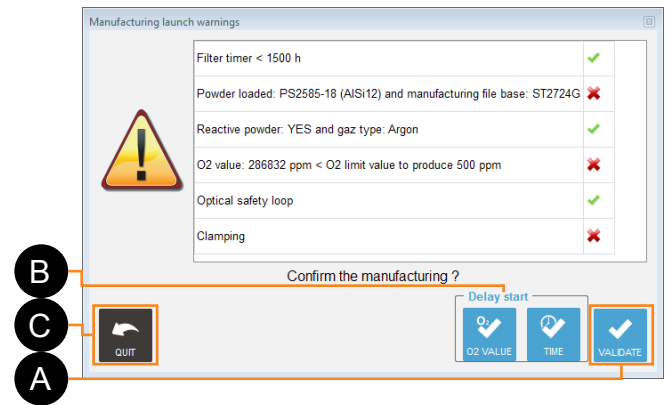 Manufacturing launch warnings
Filter timer < 1500 h
Powder loaded: PS2585-18 (AlSi12) and manufacturing file base: ST2724G
Reactive powder: YES and gaz type: Argon
O2 value: 286832 ppm < O2 limit value to produce 500 ppm
Optical safety loop
Clamping
Confirm the manufacturing ?
B
Delay start
C
QUIT
O2
O2 VALUE
TIME
VALIDATE
A